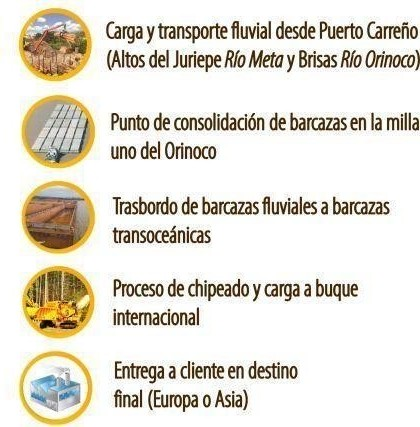 Carga y transporte fluvial desde Puerto Carreño
(Altos del Juriepe Río Meta y Brisas Río Orinoco)
Punto de consolidación de barcazas en la milla
uno del Orinoco
Trasbordo de barcazas fluviales a barcazas
transoceánicas
Proceso de chipeado y carga a buque
internacional
Entrega a cliente en destino
final (Europa o Asia)